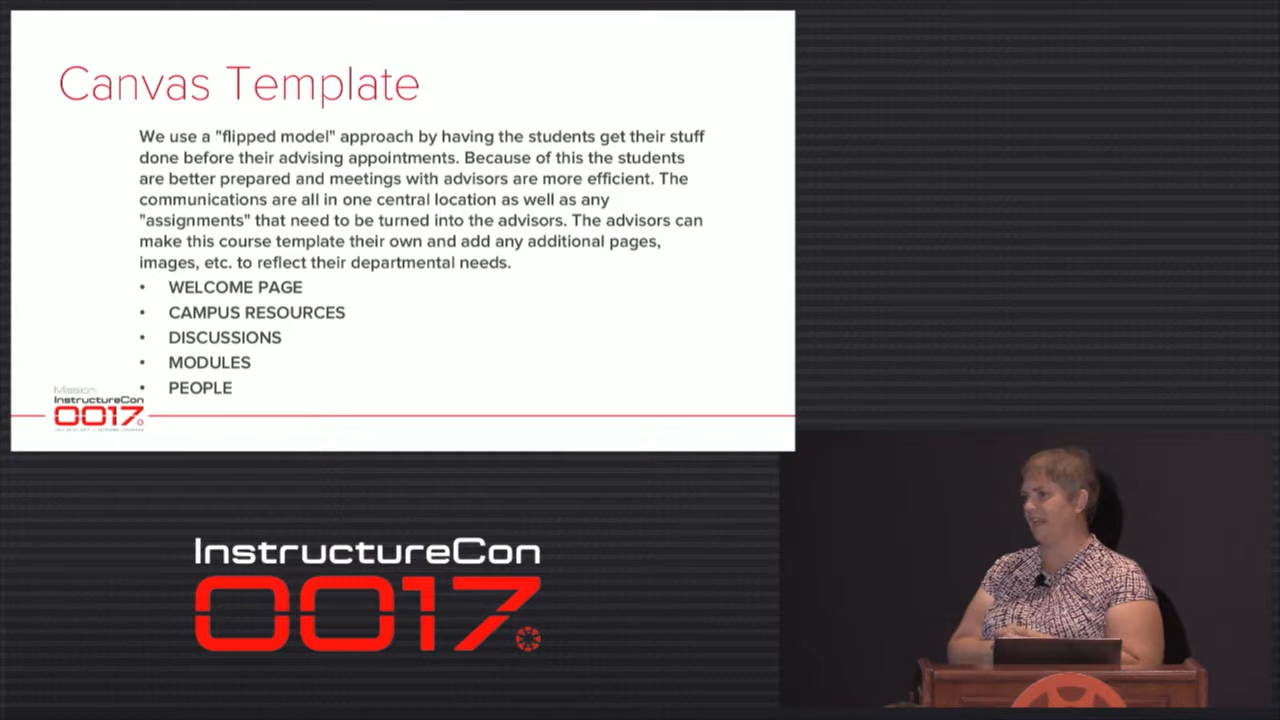 Canvas Template
We use a "flipped model" approach by having the students get their stuff
done before their advising appointments. Because of this the students
are better prepared and meetings with advisors are more efficient. The
communications are all in one central location as well as any
"assignments" that need to be turned into the advisors. The advisors can
make this course template their own and add any additional pages,
images, etc. to reflect their departmental needs.
• WELCOME PAGE
• CAMPUS RESOURCES
• DISCUSSIONS
• MODULES
• PEOPLE
Mission:
InstructureCon
0017
InstructureCon
0017